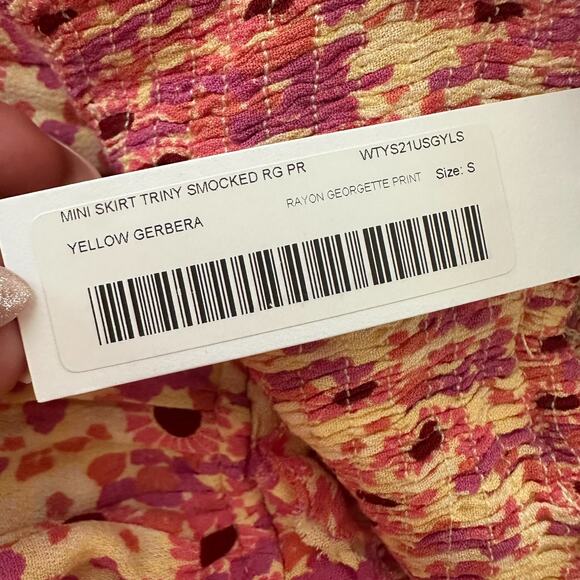 MINI SKIRT TRINY SMOCKED RG PR WTYS21USGYLS
YELLOW GERBERA RAYON GEORGETTE PRINT Size: S